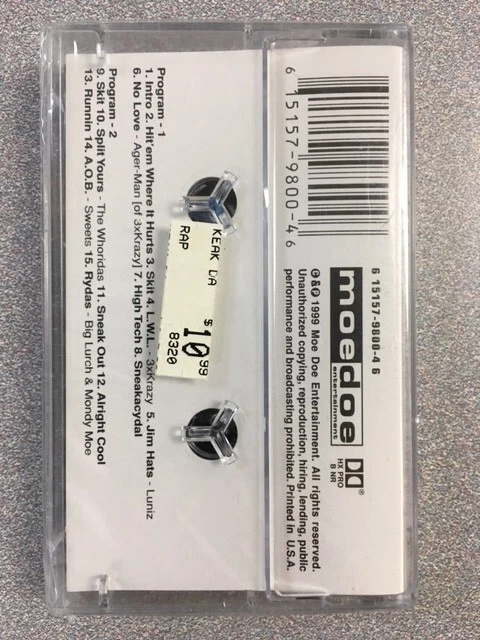 6 15157-9800-4 6
6 15157-9800-4 6
moedoe
entertainment
DD®
HX PRO
B NR
©&℗ 1999 Moe Doe Entertainment. All rights reserved.
Unauthorized copying, reproduction, hiring, lending, public
performance and broadcasting prohibited. Printed in U.S.A.
KEAK DA
RAP
$10.99
8320
Program - 1
1. Intro 2. Hit'em Where It Hurts 3. Skit 4. L.W.L. - 3xKrazy 5. Jim Hats - Luniz
6. No Love - Ager-Man [of 3xKrazy] 7. High Tech 8. Sneakacydal
Program - 2
9. Skit 10. Split Yours - The Whoridas 11. Sneak Out 12. Alright Cool
13. Runnin 14. A.O.B. - Sweets 15. Rydas - Big Lurch & Mondy Moe